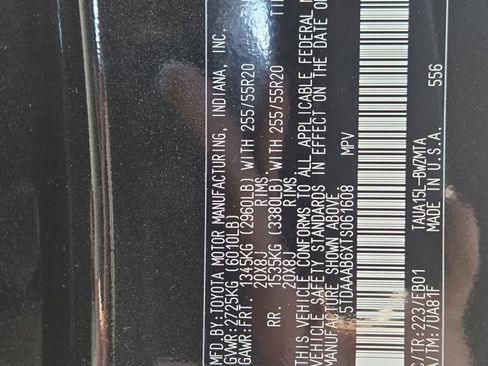 MFD.BY:TOYOTA MOTOR MANUFACTURING, INDIANA, INC.
GVWR:2725KG(6010LB)
GAWR:FRT. 1345KG(2960LB) WITH 255/55R20
20X8J RIMS
RR. 1535KG(3380LB) WITH 255/55R20
20X8J RIMS
THIS VEHICLE CONFORMS TO ALL APPLICABLE FEDERAL
VEHICLE SAFETY STANDARDS IN EFFECT ON THE DATE OF
MANUFACTURE SHOWN ABOVE.
5TDAAAB6XTS061608 MPV
556
C/TR:223/EB01 TAUA15L-BWZMTA
A/TM: /UA81F MADE IN U.S.A.